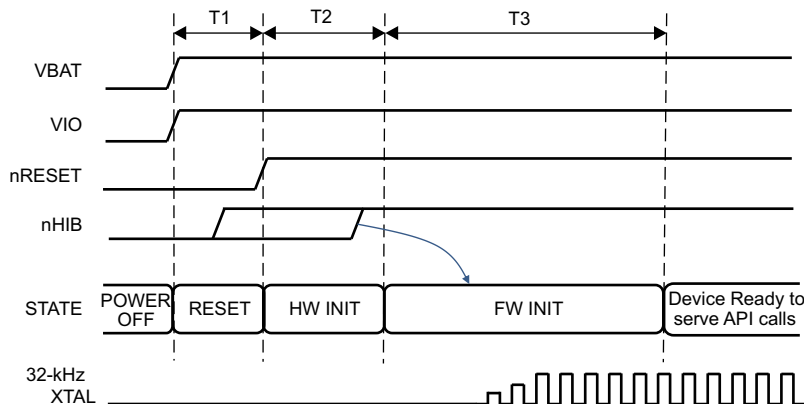 T1 T2 T3
VBAT
VIO
nRESET
nHIB
STATE
POWER
OFF
RESET
HW INIT
FW INIT
Device Ready to
serve API calls
32-kHz
XTAL